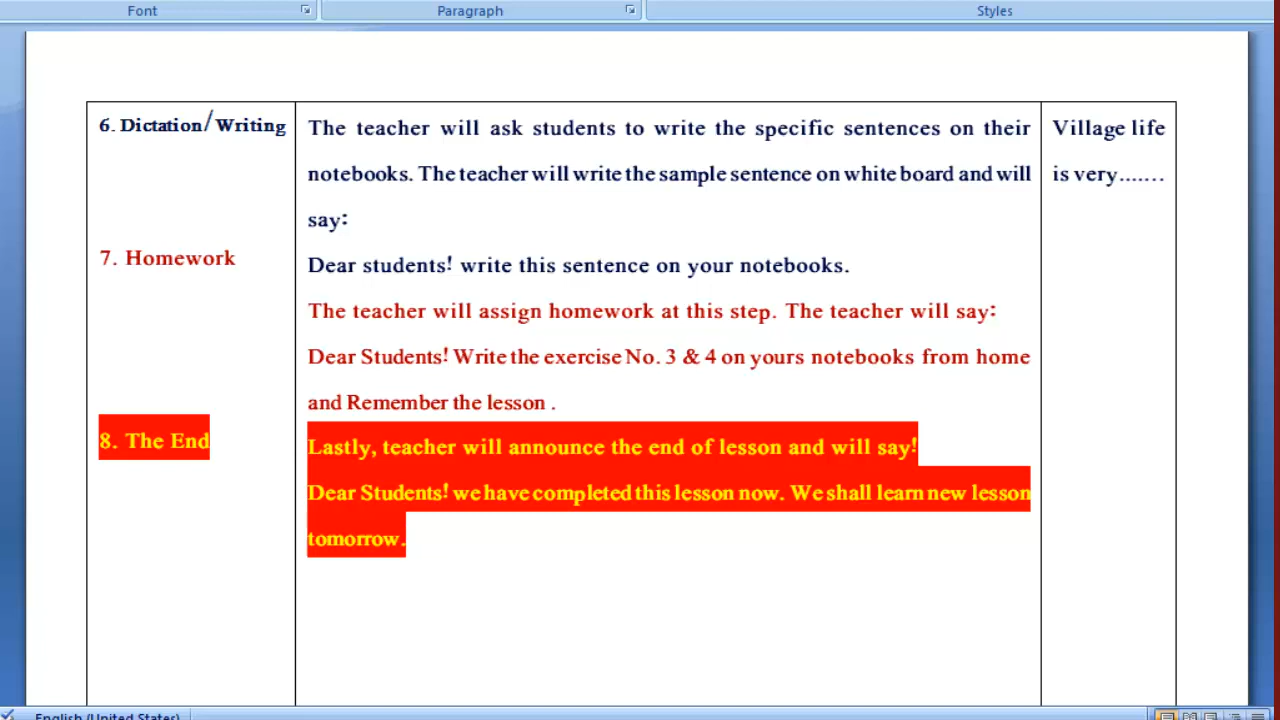 Font Paragraph Styles
6. Dictation/Writing
The teacher will ask students to write the specific sentences on their
notebooks. The teacher will write the sample sentence on white board and will
say:
Dear students! write this sentence on your notebooks.
Village life
is very.......
7. Homework
The teacher will assign homework at this step. The teacher will say:
Dear Students! Write the exercise No. 3 & 4 on yours notebooks from home
and Remember the lesson .
8. The End
Lastly, teacher will announce the end of lesson and will say!
Dear Students! we have completed this lesson now. We shall learn new lesson
tomorrow.
English (United States)